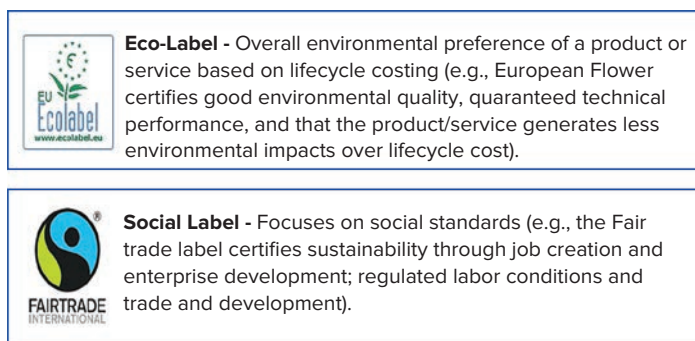 Eco-Label - Overall environmental preference of a product or
service based on lifecycle costing (e.g., European Flower
certifies good environmental quality, quaranteed technical
performance, and that the product/service generates less
environmental impacts over lifecycle cost).
EU
Ecolabel
www.ecolabel.eu
Social Label - Focuses on social standards (e.g., the Fair
trade label certifies sustainability through job creation and
enterprise development; regulated labor conditions and
trade and development).
®
FAIRTRADE
INTERNATIONAL